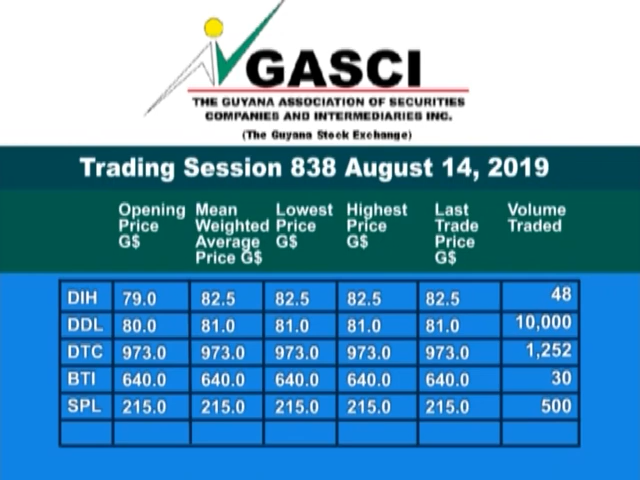 GASCI
THE GUYANA ASSOCIATION OF SECURITIES
COMPANIES AND INTERMEDIARIES INC.
(The Guyana Stock Exchange)
Trading Session 838 August 14, 2019
Opening Price G$ Mean Weighted Average Price G$ Lowest Price G$ Highest Price G$ Last Trade Price G$ Volume Traded
DIH 79.0 82.5 82.5 82.5 82.5 48
DDL 80.0 81.0 81.0 81.0 81.0 10,000
DTC 973.0 973.0 973.0 973.0 973.0 1,252
BTI 640.0 640.0 640.0 640.0 640.0 30
SPL 215.0 215.0 215.0 215.0 215.0 500